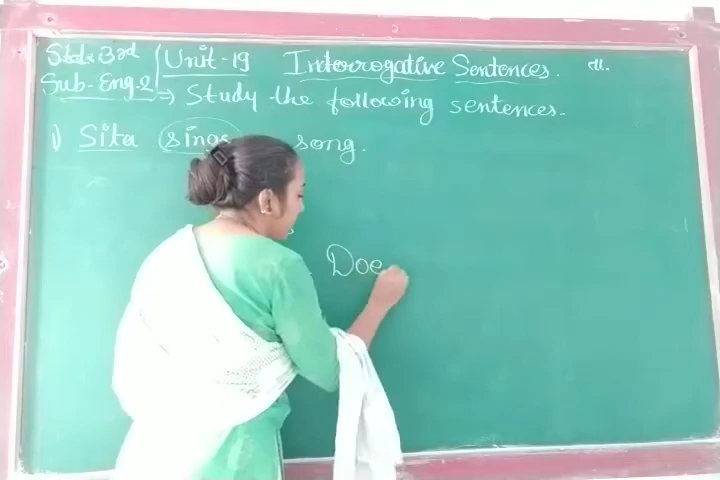 Std:3rd Unit-19 Interrogative Sentences.
Sub-Eng.2
=> Study the following sentences.
1) Sita sings song.
Doe